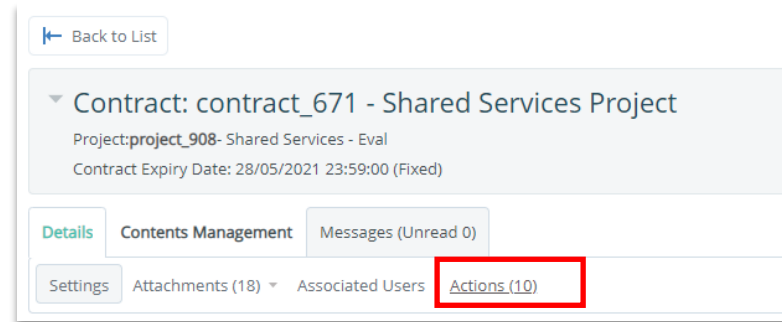 Back to List
Contract: contract_671 - Shared Services Project
Project:project_908- Shared Services - Eval
Contract Expiry Date: 28/05/2021 23:59:00 (Fixed)
Details Contents Management Messages (Unread 0)
Settings Attachments (18) Associated Users Actions (10)